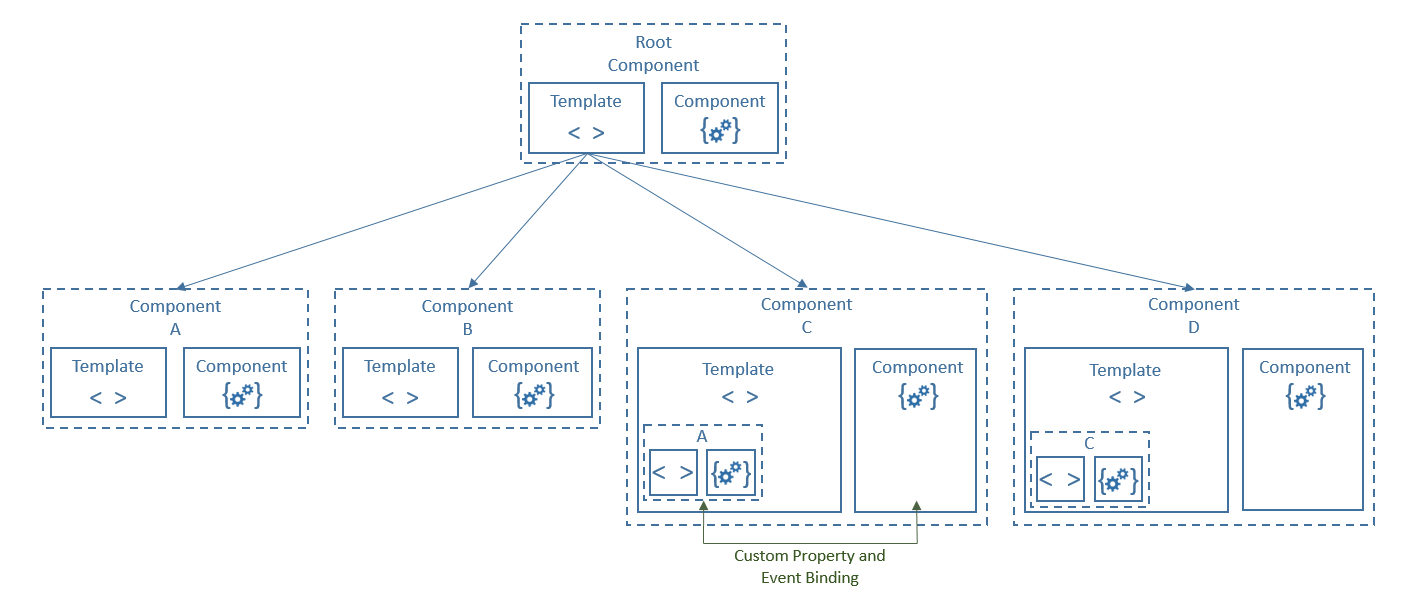 Root
Component
Template
< >
Component
{ }
Component
A
Template
< >
Component
{ }
Component
B
Template
< >
Component
{ }
Component
C
Template
< >
Component
{ }
A
< >
{ }
Component
D
Template
< >
Component
{ }
C
< >
{ }
Custom Property and
Event Binding